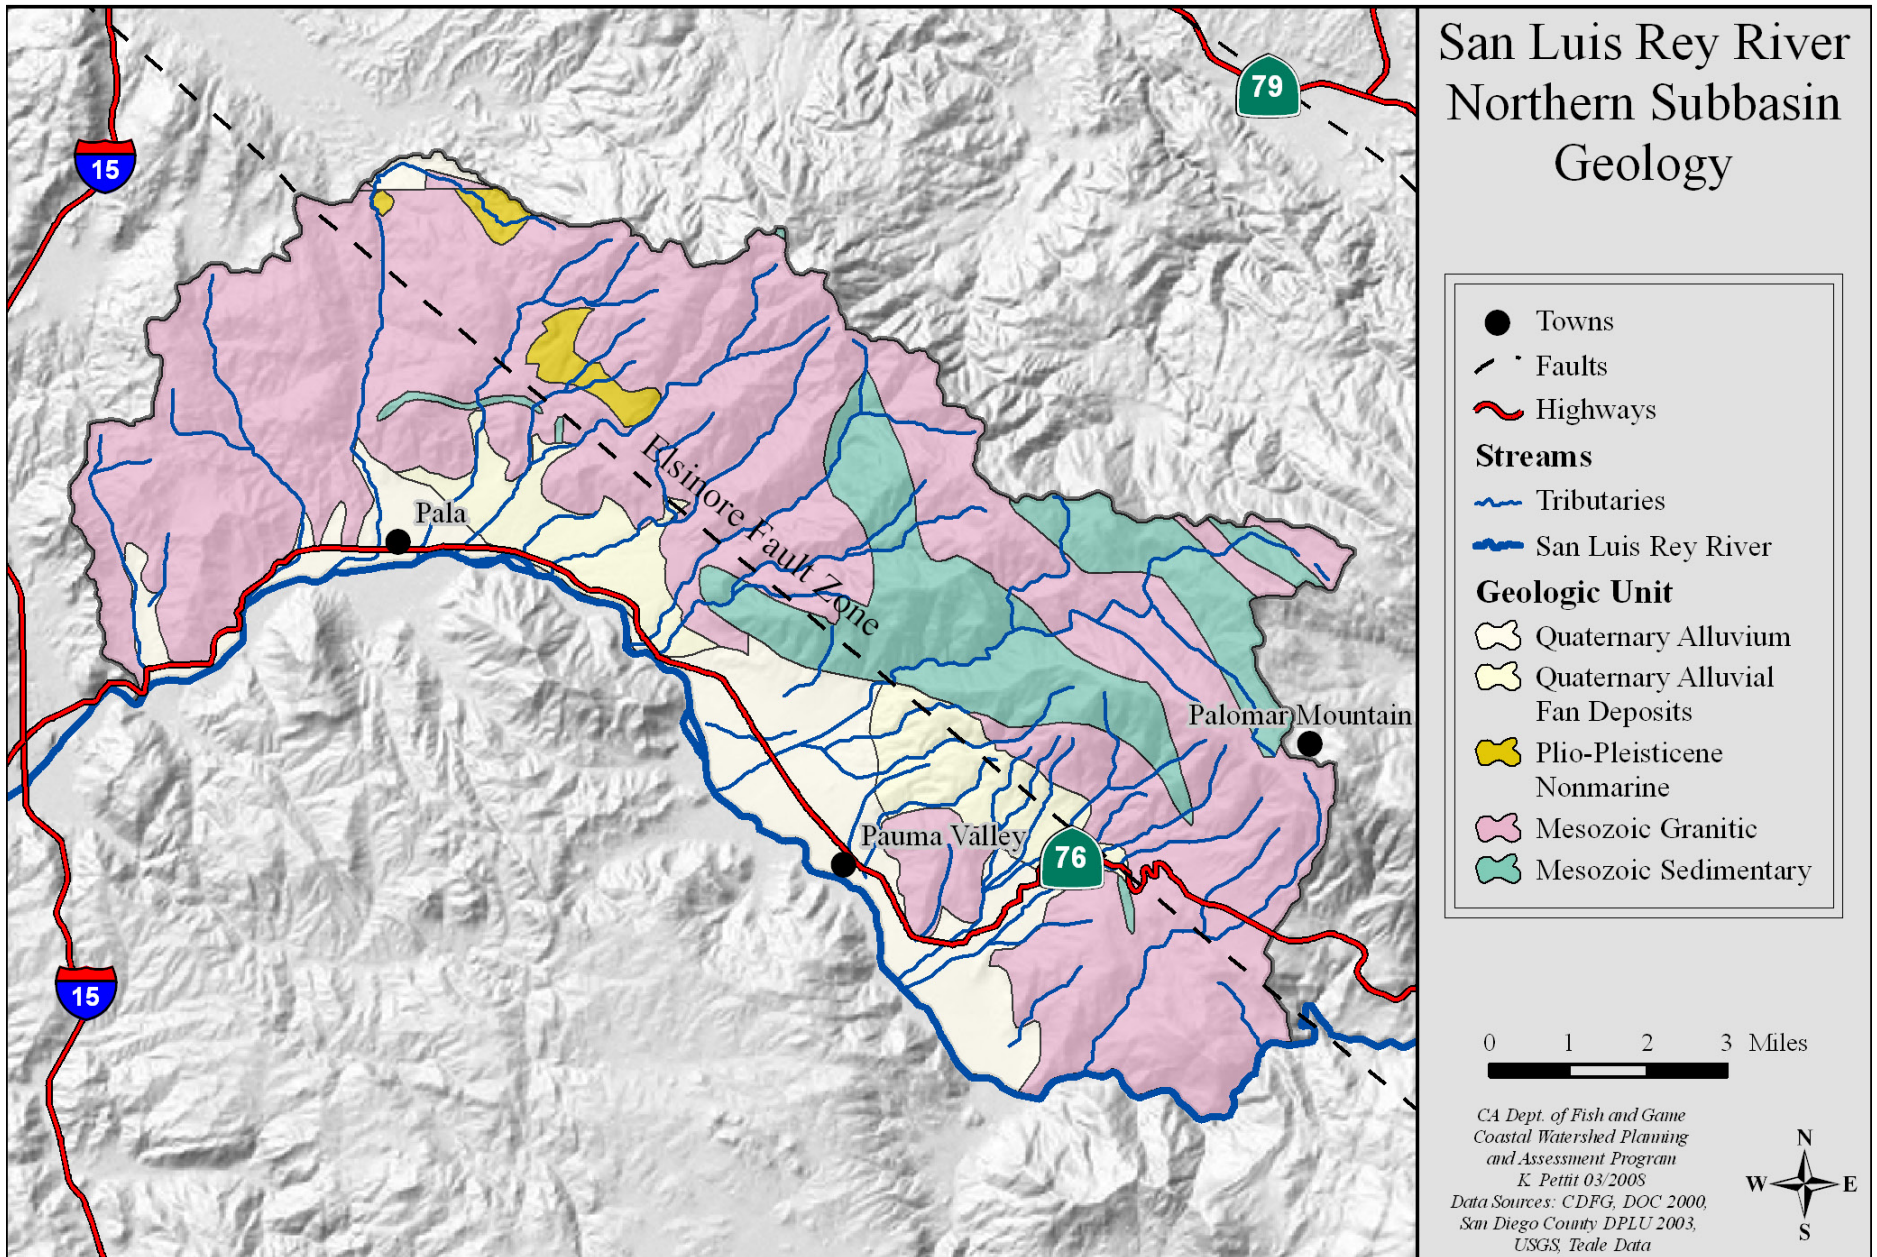 San Luis Rey River
Northern Subbasin
Geology
79
15
Elsinore Fault Zone
Pala
Palomar Mountain
Pauma Valley
76
15
Towns
Faults
Highways
Streams
Tributaries
San Luis Rey River
Geologic Unit
Quaternary Alluvium
Quaternary Alluvial
Fan Deposits
Plio-Pleisticene
Nonmarine
Mesozoic Granitic
Mesozoic Sedimentary
0 1 2 3 Miles
CA Dept. of Fish and Game
Coastal Watershed Planning
and Assessment Program
K. Pettit 03/2008
Data Sources: CDFG, DOC 2000,
San Diego County DPLU 2003,
USGS, Teale Data
N
W E
S